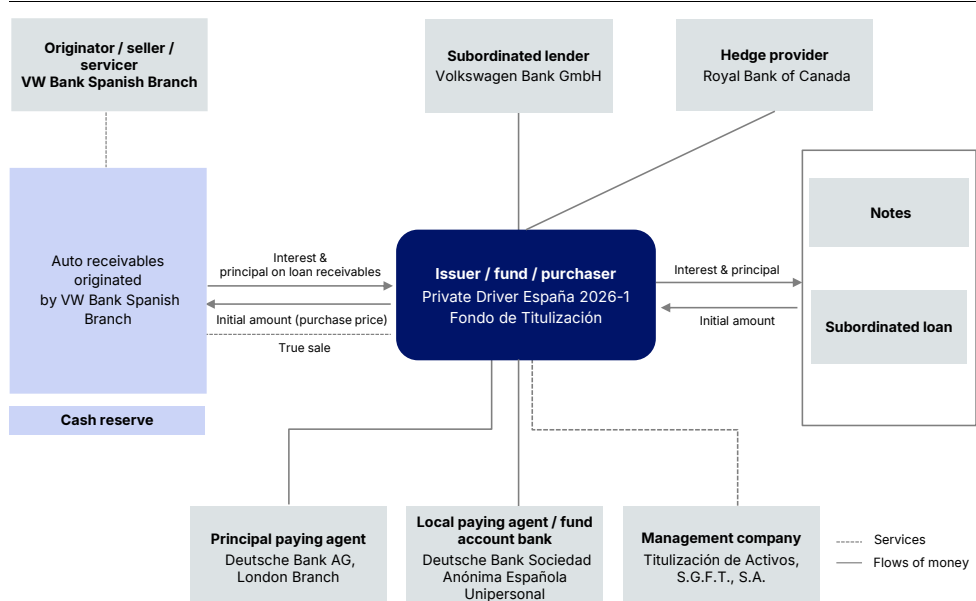 Originator / seller /
servicer
VW Bank Spanish Branch
Subordinated lender
Volkswagen Bank GmbH
Hedge provider
Royal Bank of Canada
Auto receivables
originated
by VW Bank Spanish
Branch
Cash reserve
Interest &
principal on loan receivables
Initial amount (purchase price)
True sale
Issuer / fund / purchaser
Private Driver España 2026-1
Fondo de Titulización
Interest & principal
Initial amount
Notes
Subordinated loan
Principal paying agent
Deutsche Bank AG,
London Branch
Local paying agent / fund
account bank
Deutsche Bank Sociedad
Anónima Española
Unipersonal
Management company
Titulización de Activos,
S.G.F.T., S.A.
Services
Flows of money